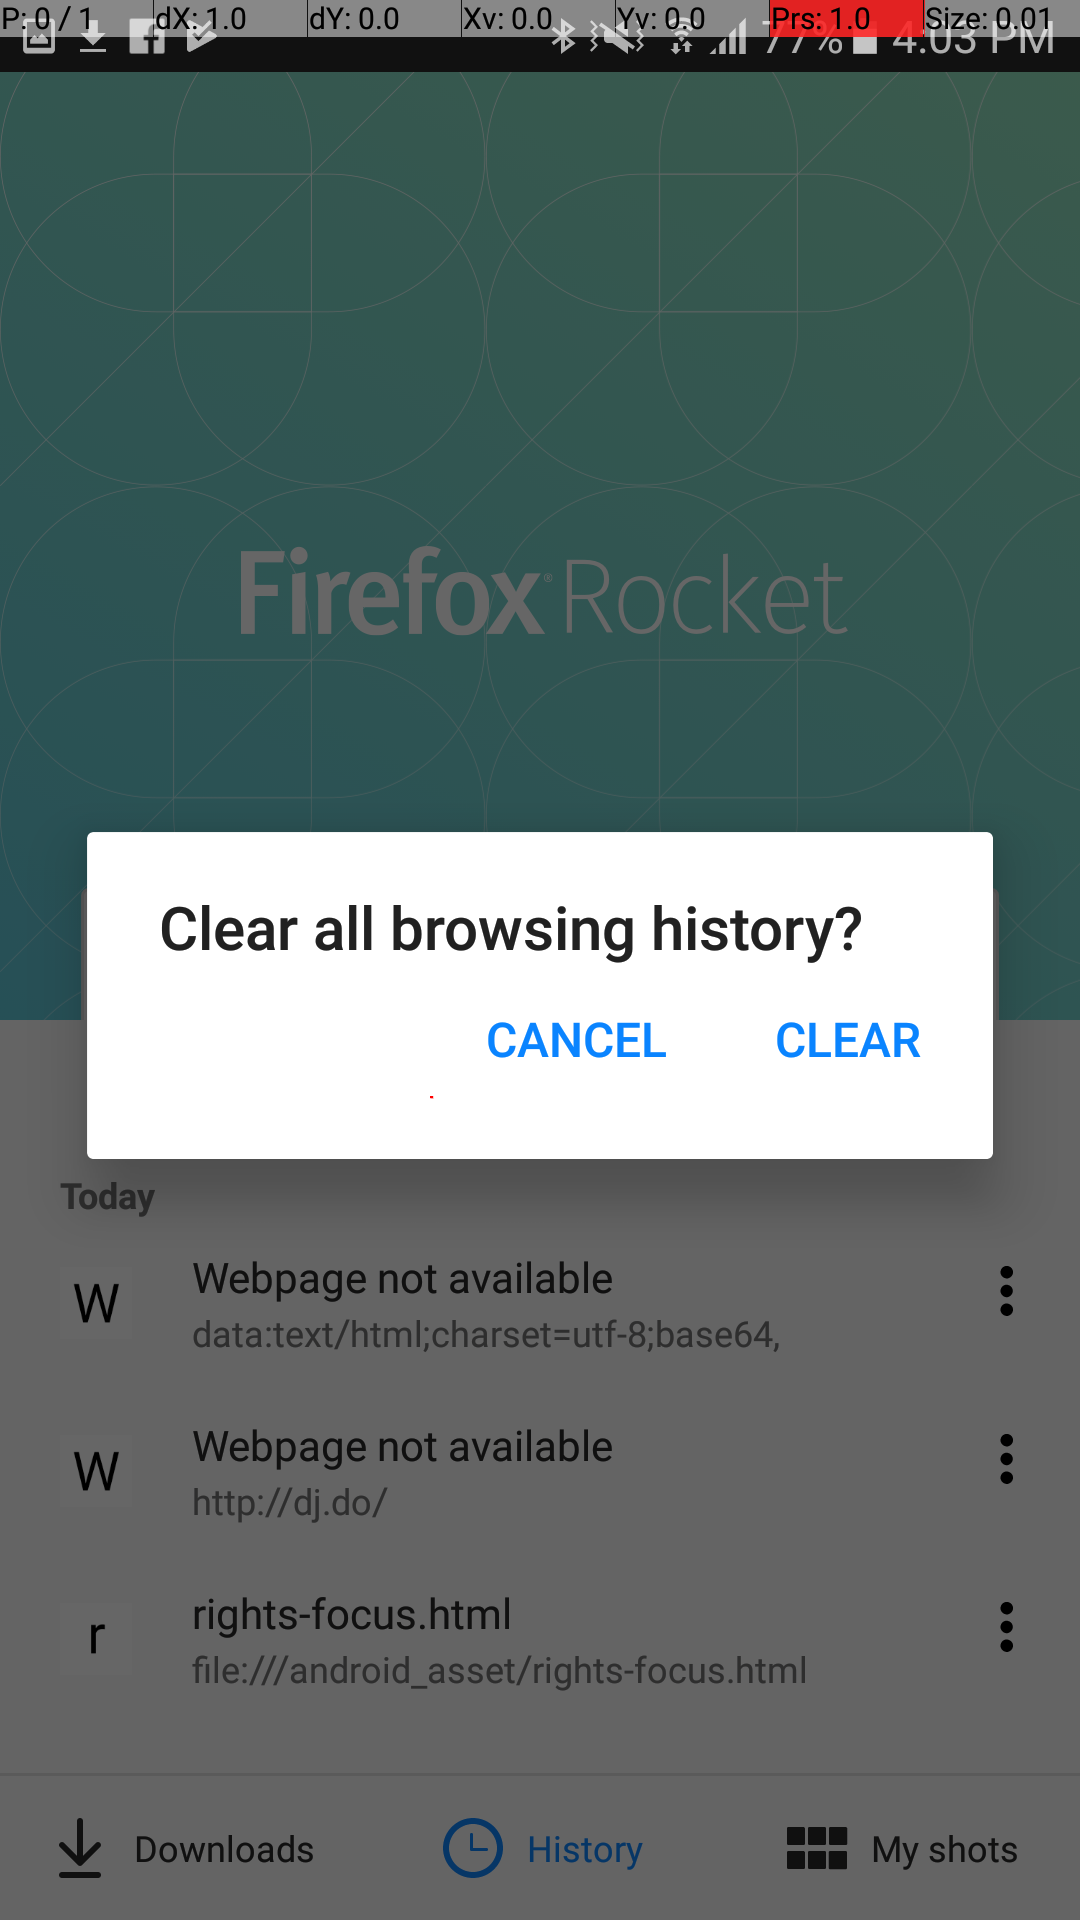 P: 0 / 1 dX: 1.0 dY: 0.0 Xv: 0.0 Yv: 0.0 Prs: 1.0 Size: 0.01
77% 4:03 PM
Firefox® Rocket
Clear all browsing history?
CANCEL CLEAR
Today
W Webpage not available
data:text/html;charset=utf-8;base64,
W Webpage not available
http://dj.do/
r rights-focus.html
file:///android_asset/rights-focus.html
Downloads History My shots